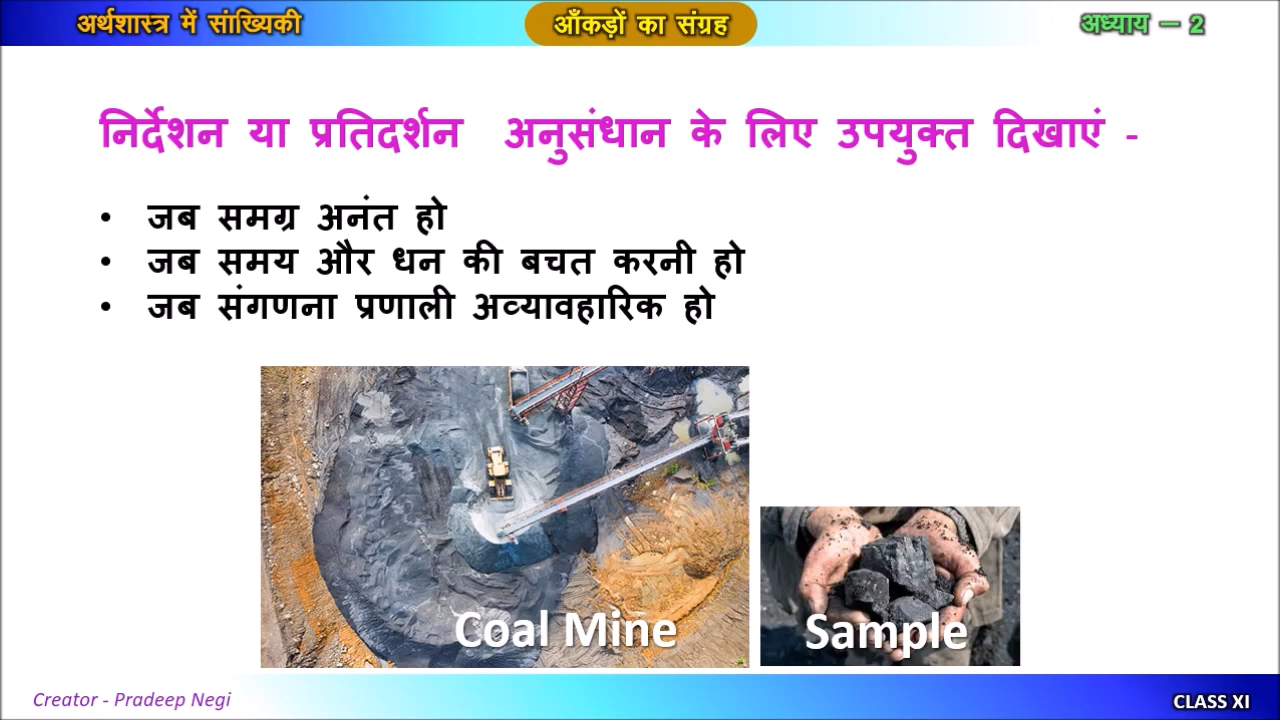 अर्थशास्त्र में सांख्यिकी
आँकड़ों का संग्रह
अध्याय – 2
निर्देशन या प्रतिदर्शन अनुसंधान के लिए उपयुक्त दिखाएं -
• जब समग्र अनंत हो
• जब समय और धन की बचत करनी हो
• जब संगणना प्रणाली अव्यावहारिक हो
Coal Mine
Sample
Creator - Pradeep Negi
CLASS XI